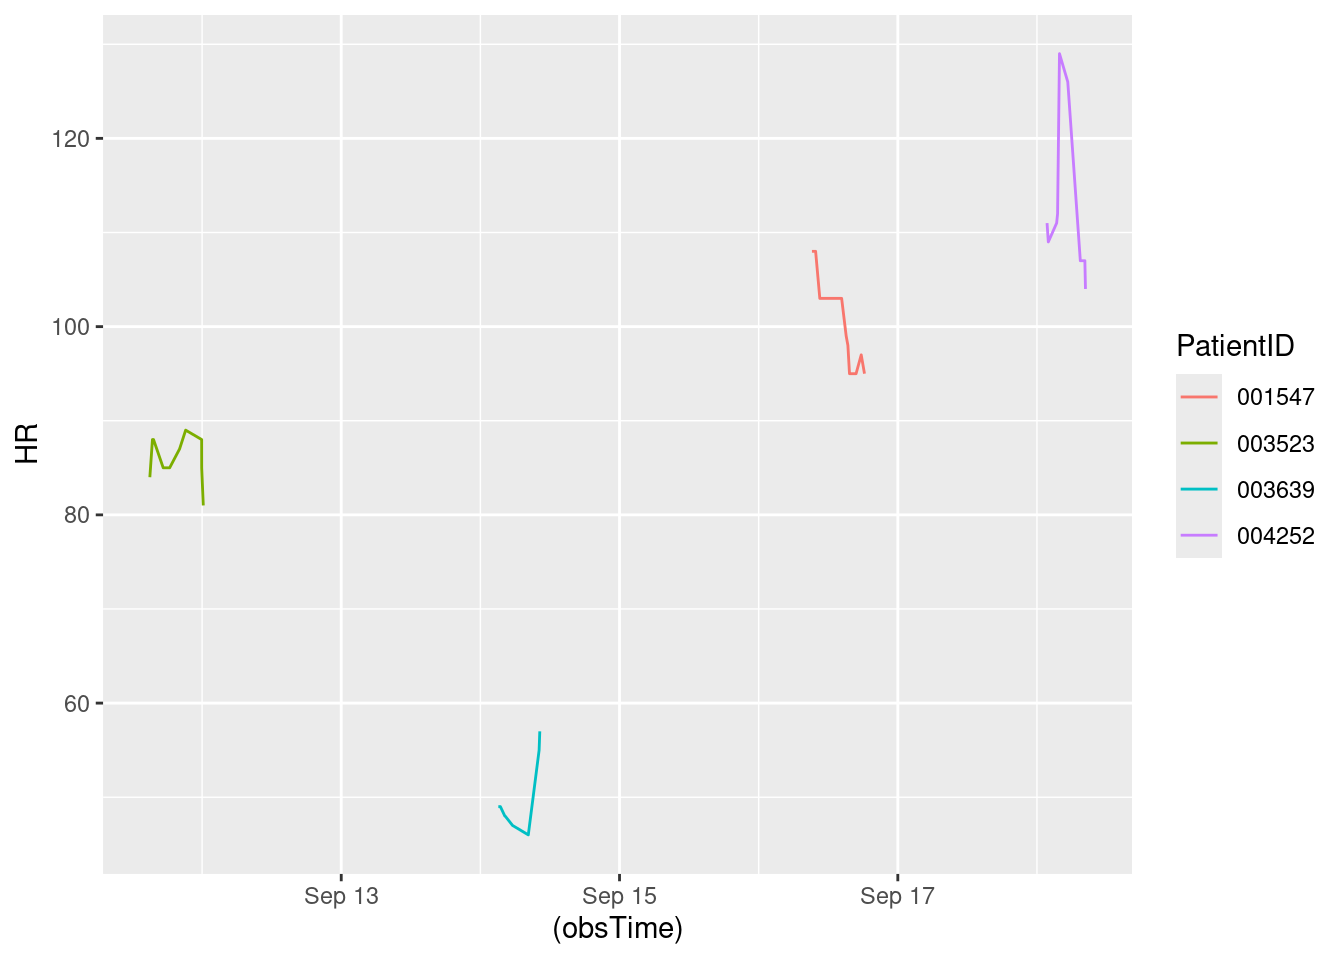 HR
120
100
80
60
Sep 13
Sep 15
Sep 17
(obsTime)
PatientID
001547
003523
003639
004252